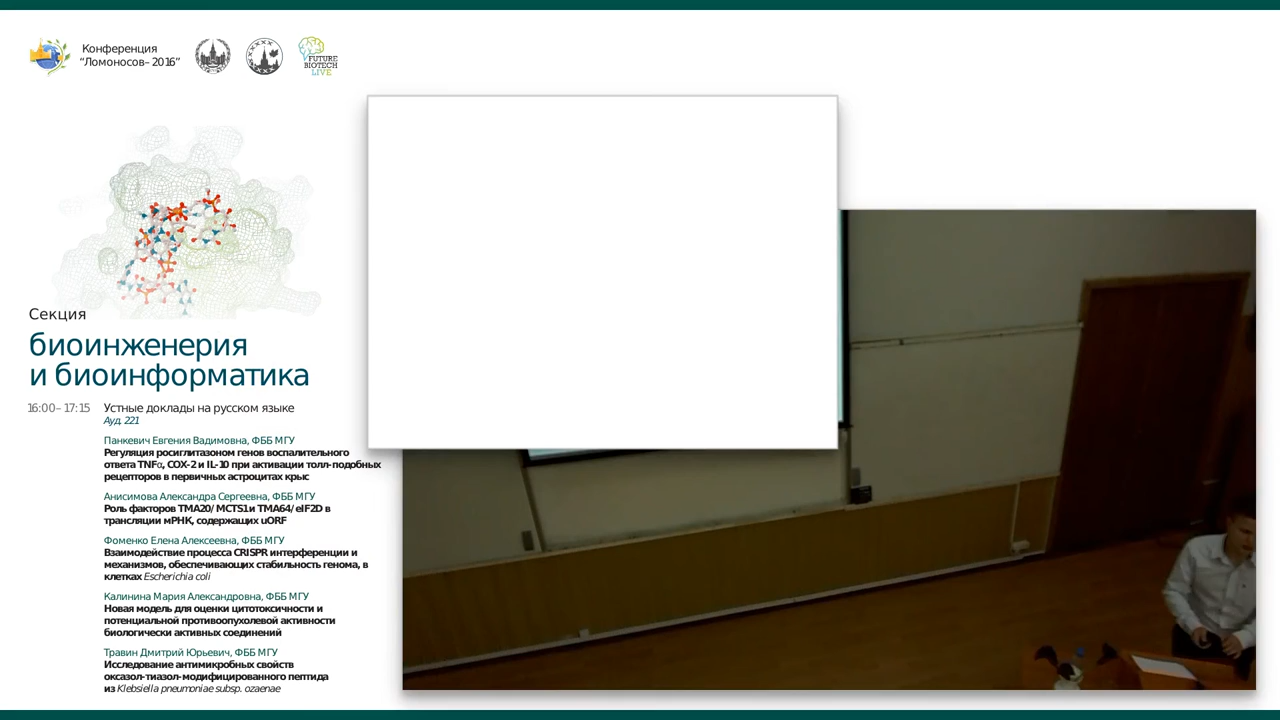 Конференция
“Ломоносов–2016”
FUTURE
BIOTECH
LIVE
Секция
биоинженерия
и биоинформатика
16:00–17:15 Устные доклады на русском языке
Ауд. 221
Панкевич Евгения Вадимовна, ФББ МГУ
Регуляция росиглитазоном генов воспалительного
ответа TNFα, COX-2 и IL-10 при активации толл-подобных
рецепторов в первичных астроцитах крыс
Анисимова Александра Сергеевна, ФББ МГУ
Роль факторов TMA20/MCTS1 и TMA64/eIF2D в
трансляции мРНК, содержащих uORF
Фоменко Елена Алексеевна, ФББ МГУ
Взаимодействие процесса CRISPR интерференции и
механизмов, обеспечивающих стабильность генома, в
клетках Escherichia coli
Калинина Мария Александровна, ФББ МГУ
Новая модель для оценки цитотоксичности и
потенциальной противоопухолевой активности
биологически активных соединений
Травин Дмитрий Юрьевич, ФББ МГУ
Исследование антимикробных свойств
оксазол-тиазол-модифицированного пептида
из Klebsiella pneumoniae subsp. ozaenae